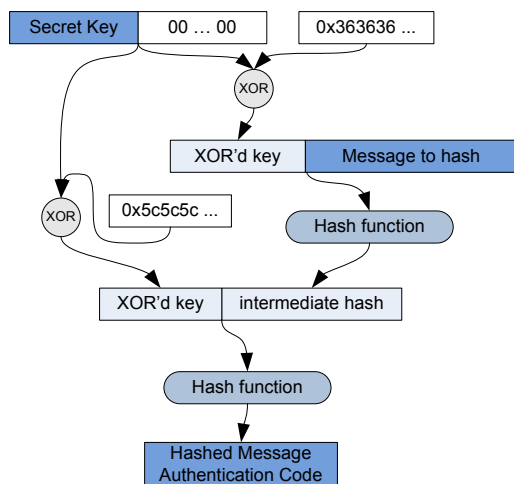 Secret Key
00 … 00
0x363636 ...
XOR
XOR'd key
Message to hash
XOR
0x5c5c5c ...
Hash function
XOR'd key
intermediate hash
Hash function
Hashed Message
Authentication Code